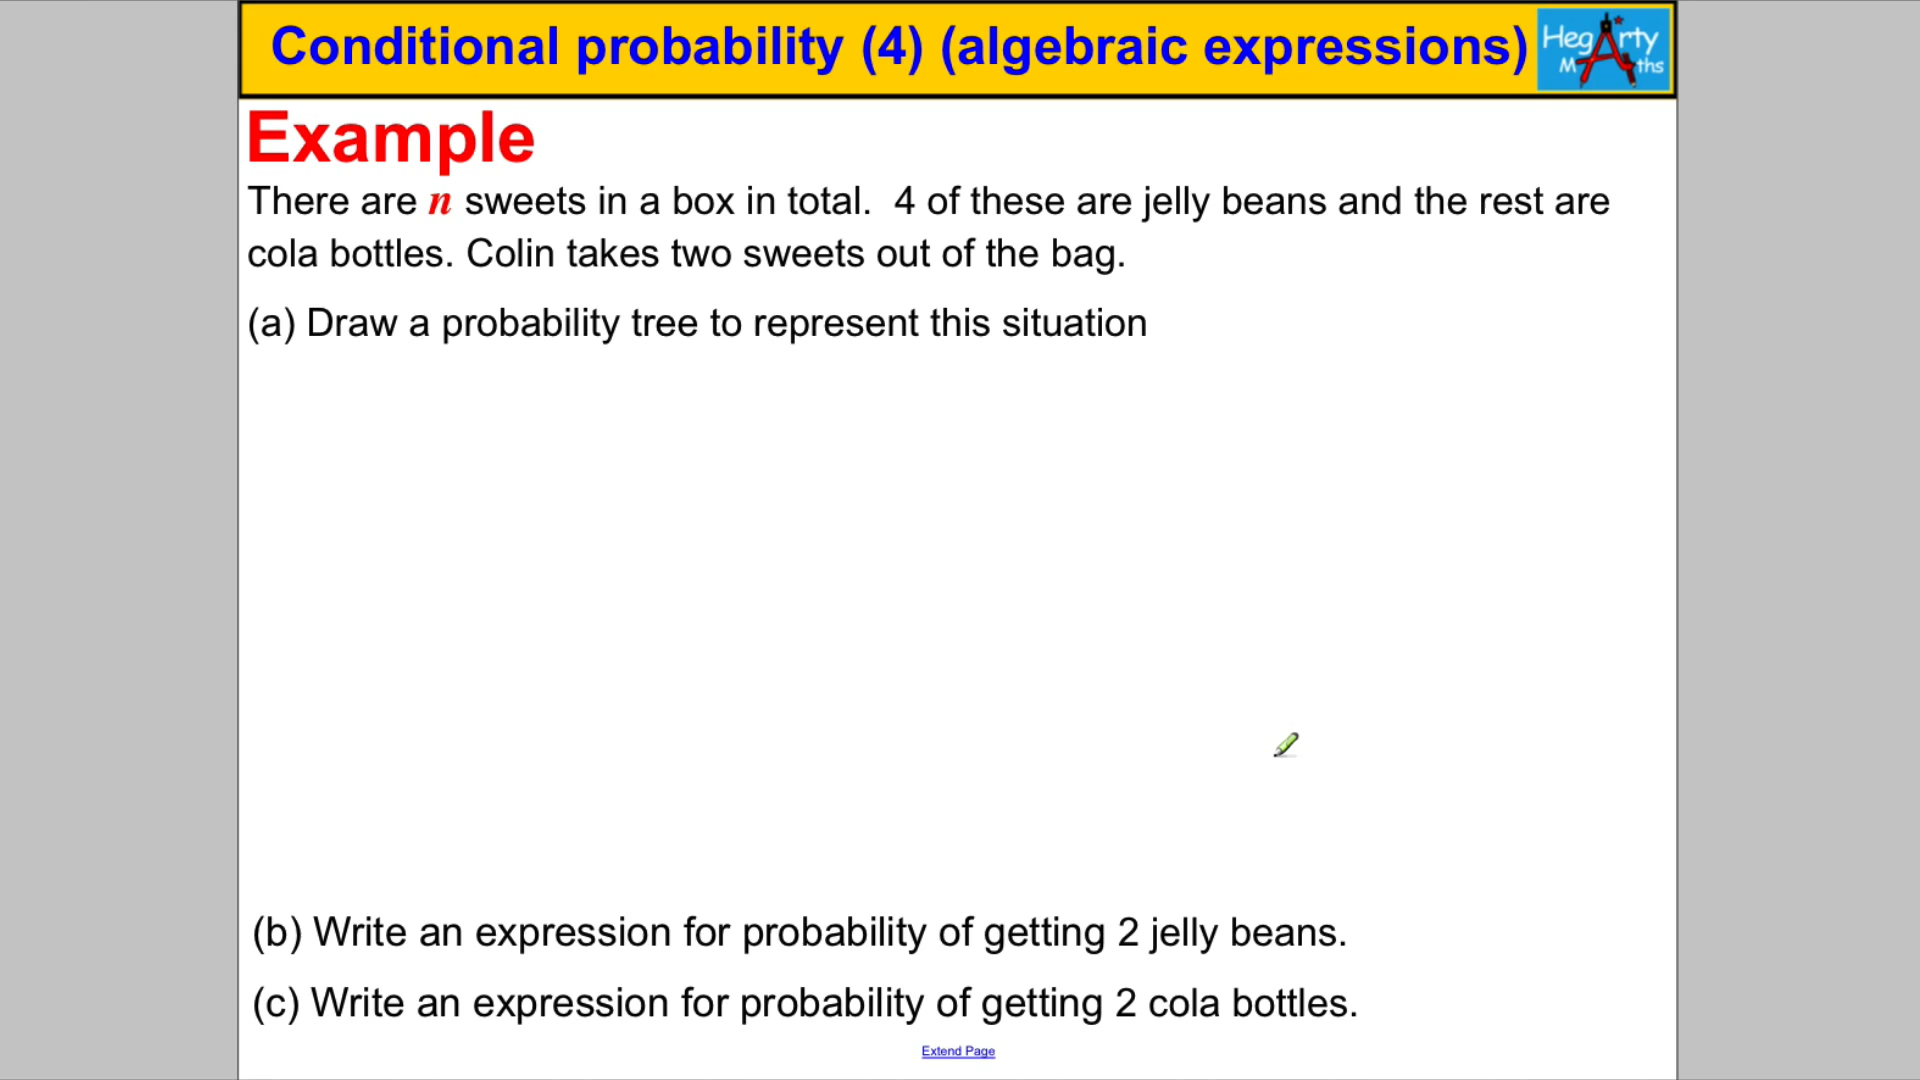 Conditional probability (4) (algebraic expressions)
HegArty
Mᴀths
Example
There are n sweets in a box in total.  4 of these are jelly beans and the rest are
cola bottles. Colin takes two sweets out of the bag.
(a) Draw a probability tree to represent this situation
(b) Write an expression for probability of getting 2 jelly beans.
(c) Write an expression for probability of getting 2 cola bottles.
Extend Page